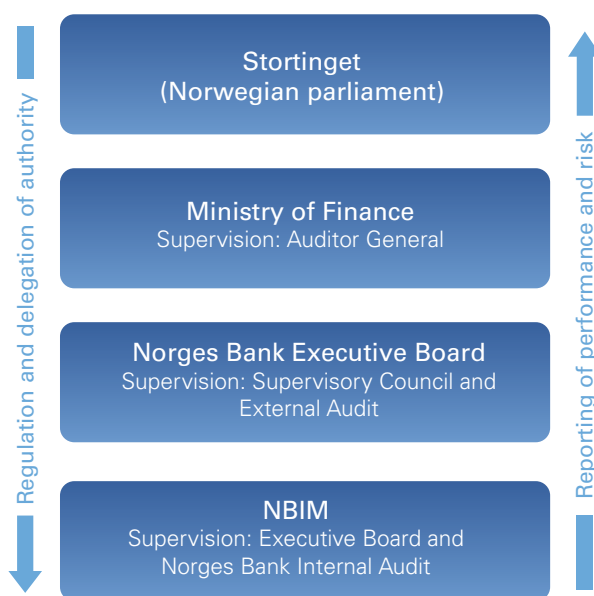 Regulation and delegation of authority
Stortinget
(Norwegian parliament)
Ministry of Finance
Supervision: Auditor General
Norges Bank Executive Board
Supervision: Supervisory Council and
External Audit
NBIM
Supervision: Executive Board and
Norges Bank Internal Audit
Reporting of performance and risk